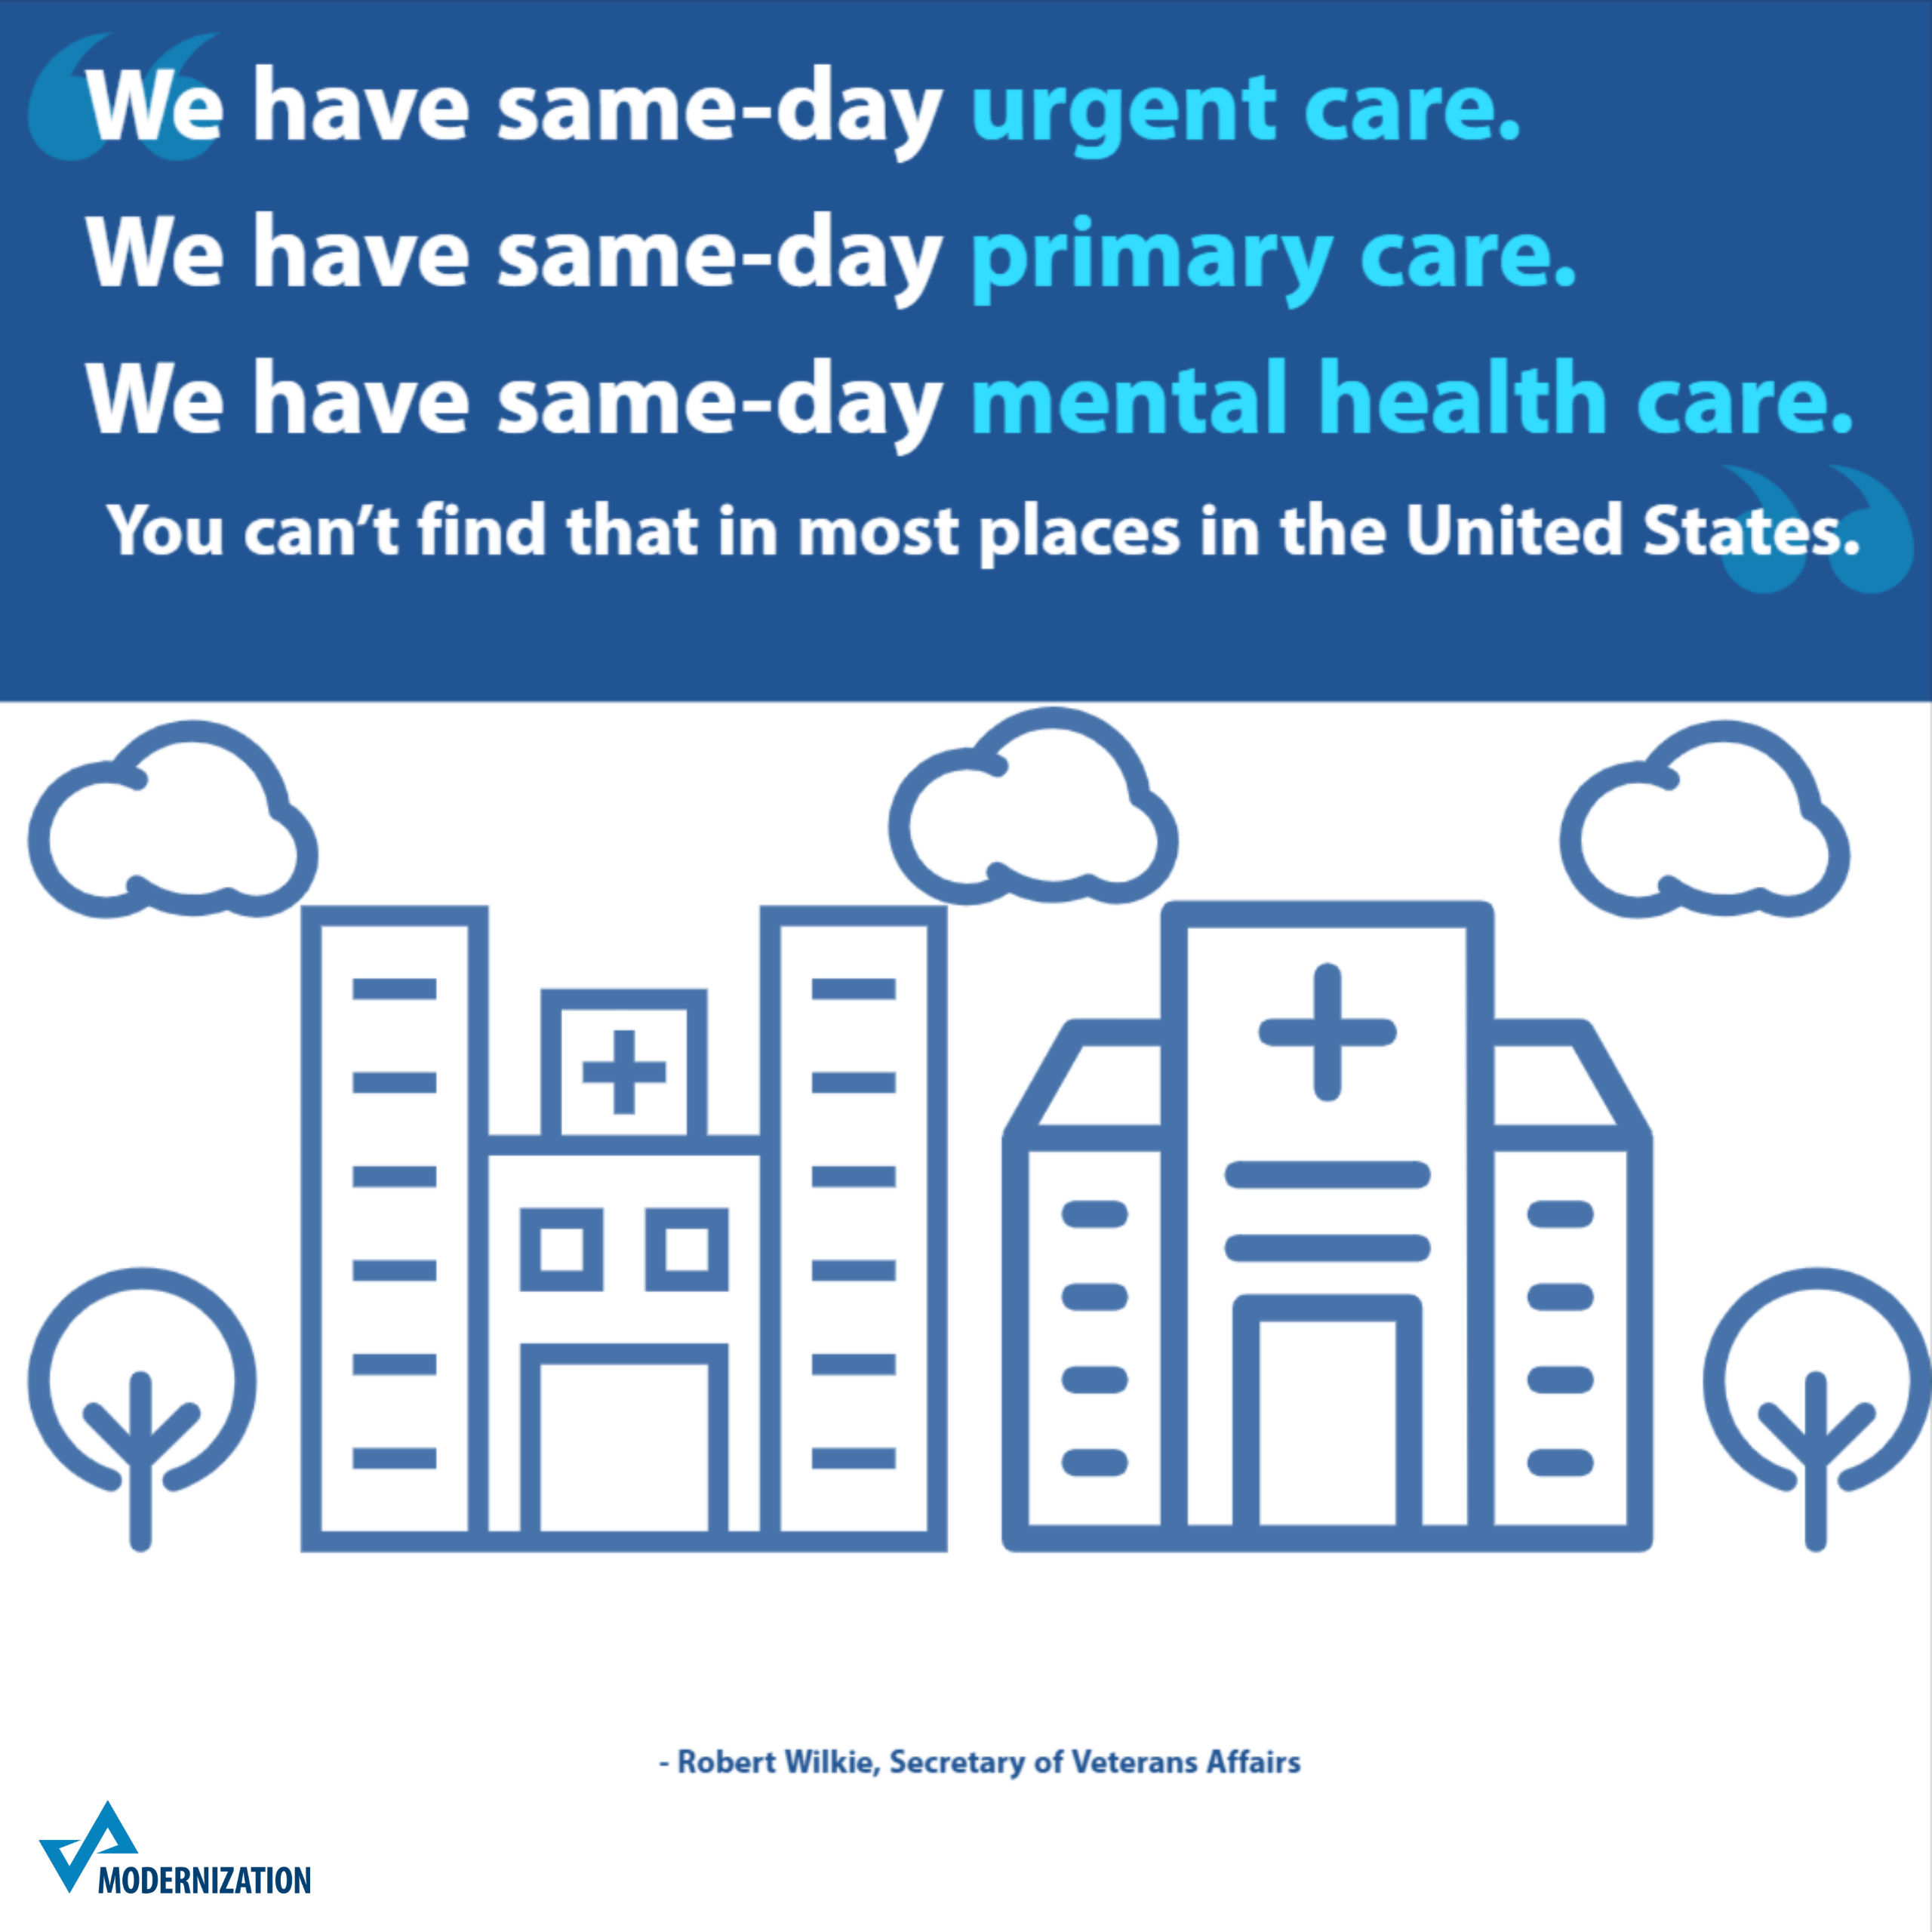 “We have same-day urgent care.
We have same-day primary care.
We have same-day mental health care.
You can’t find that in most places in the United States.”
- Robert Wilkie, Secretary of Veterans Affairs
VA
MODERNIZATION